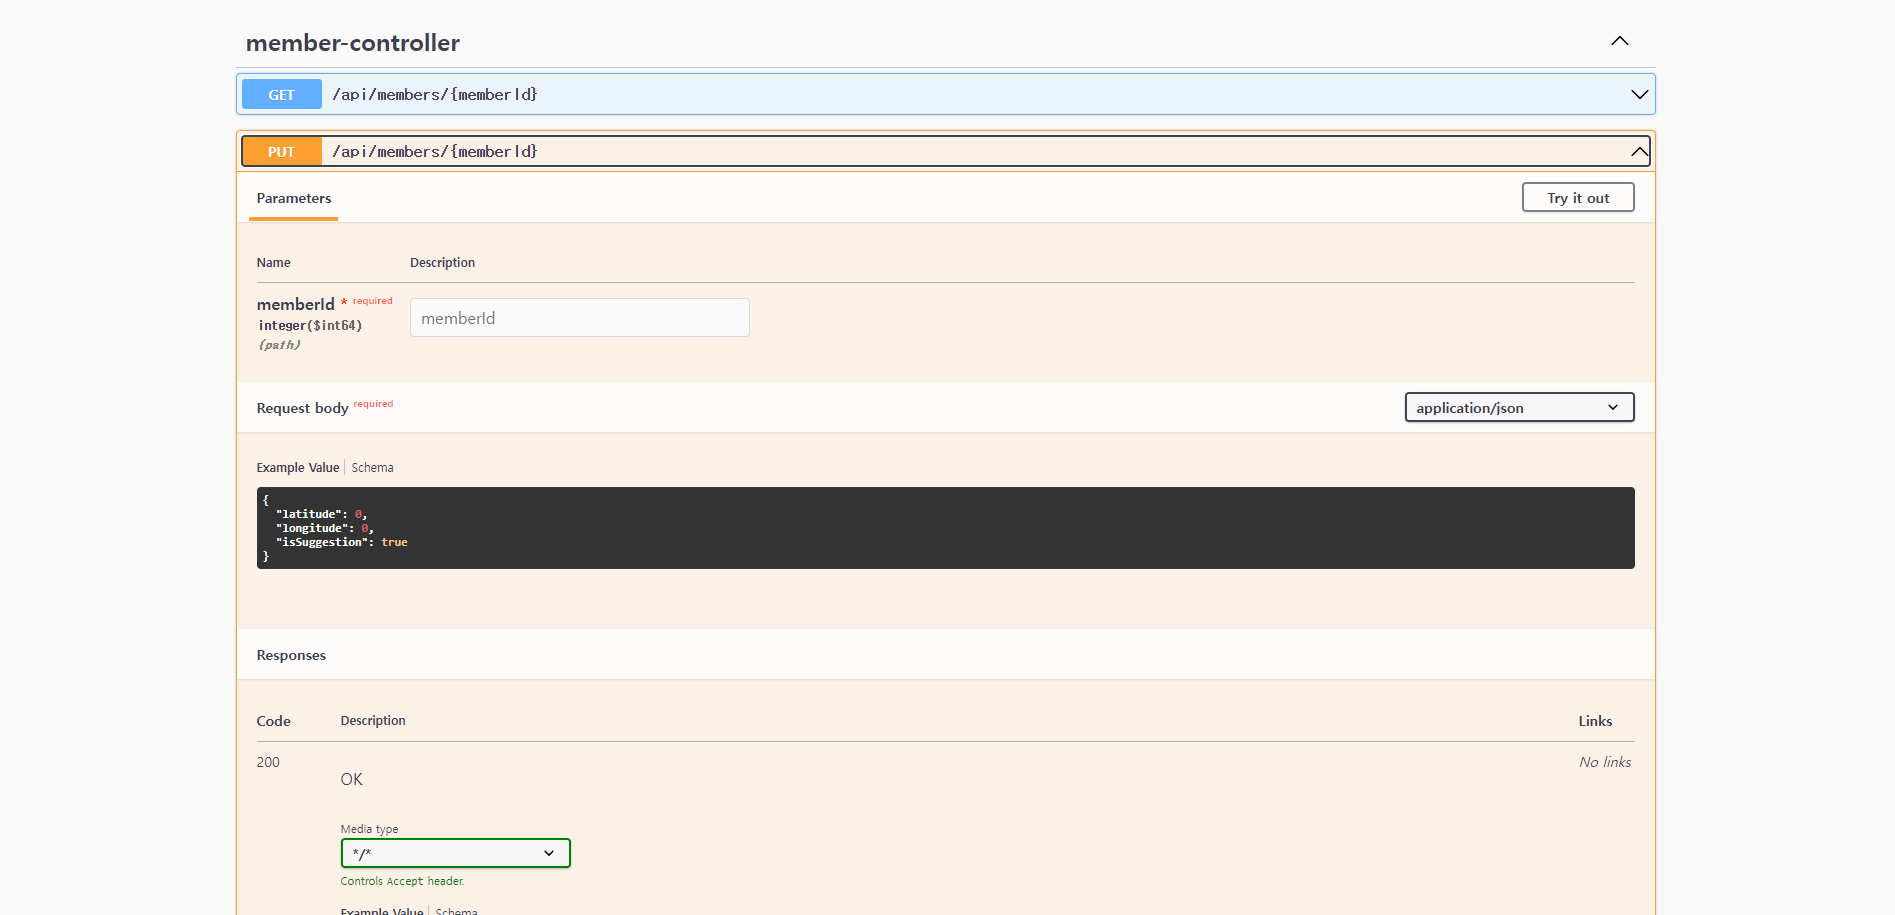 member-controller
GET /api/members/{memberId}
PUT /api/members/{memberId}
Parameters
Try it out
Name Description
memberId * required
integer($int64)
(path)
memberId
Request body required
application/json
Example Value Schema
{
"latitude": 0,
"longitude": 0,
"isSuggestion": true
}
Responses
Code Description Links
200 No links
OK
Media type
*/*
Controls Accept header.
Example Value Schema